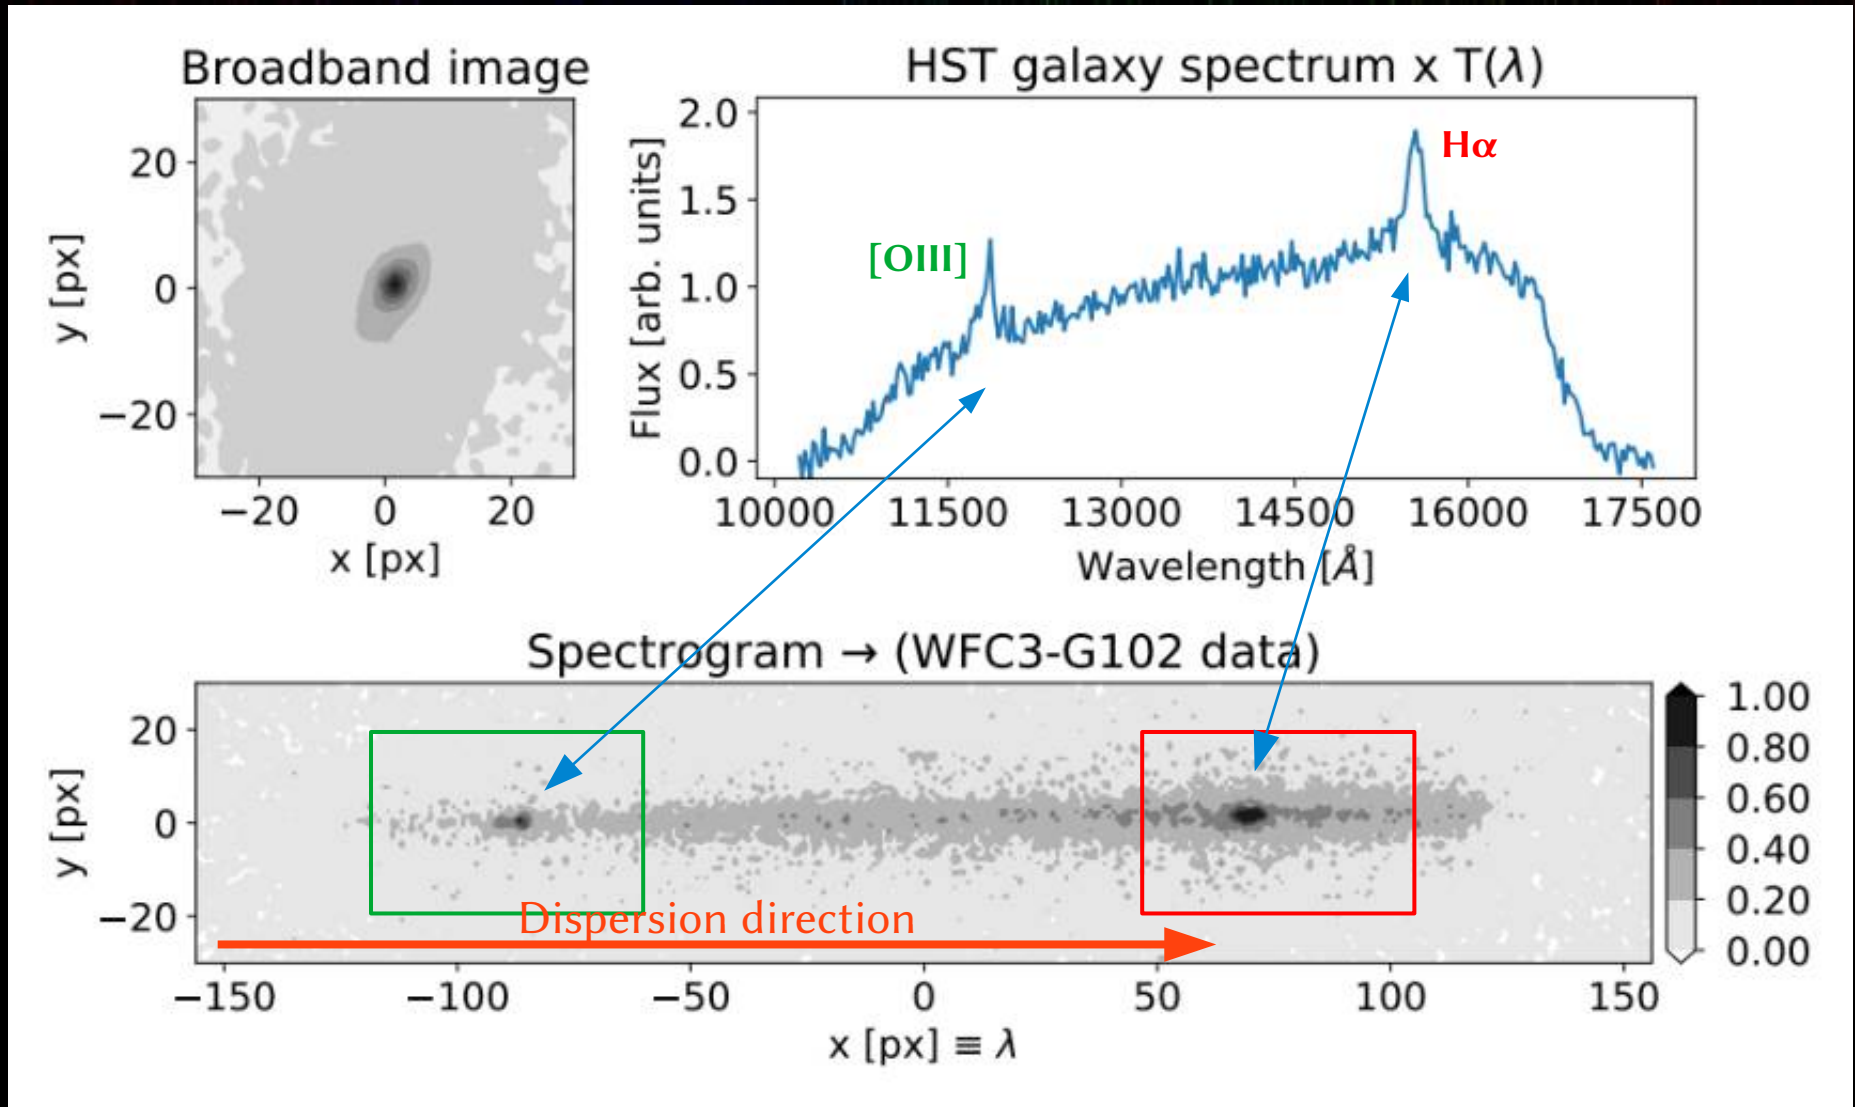 Broadband image
20
0
−20
y [px]
−20 0 20
x [px]
HST galaxy spectrum x T(λ)
2.0
1.5
1.0
0.5
0.0
Flux [arb. units]
[OIII]
Hα
10000 11500 13000 14500 16000 17500
Wavelength [Å]
Spectrogram → (WFC3-G102 data)
20
0
−20
y [px]
Dispersion direction
−150 −100 −50 0 50 100 150
x [px] ≡ λ
1.00
0.80
0.60
0.40
0.20
0.00